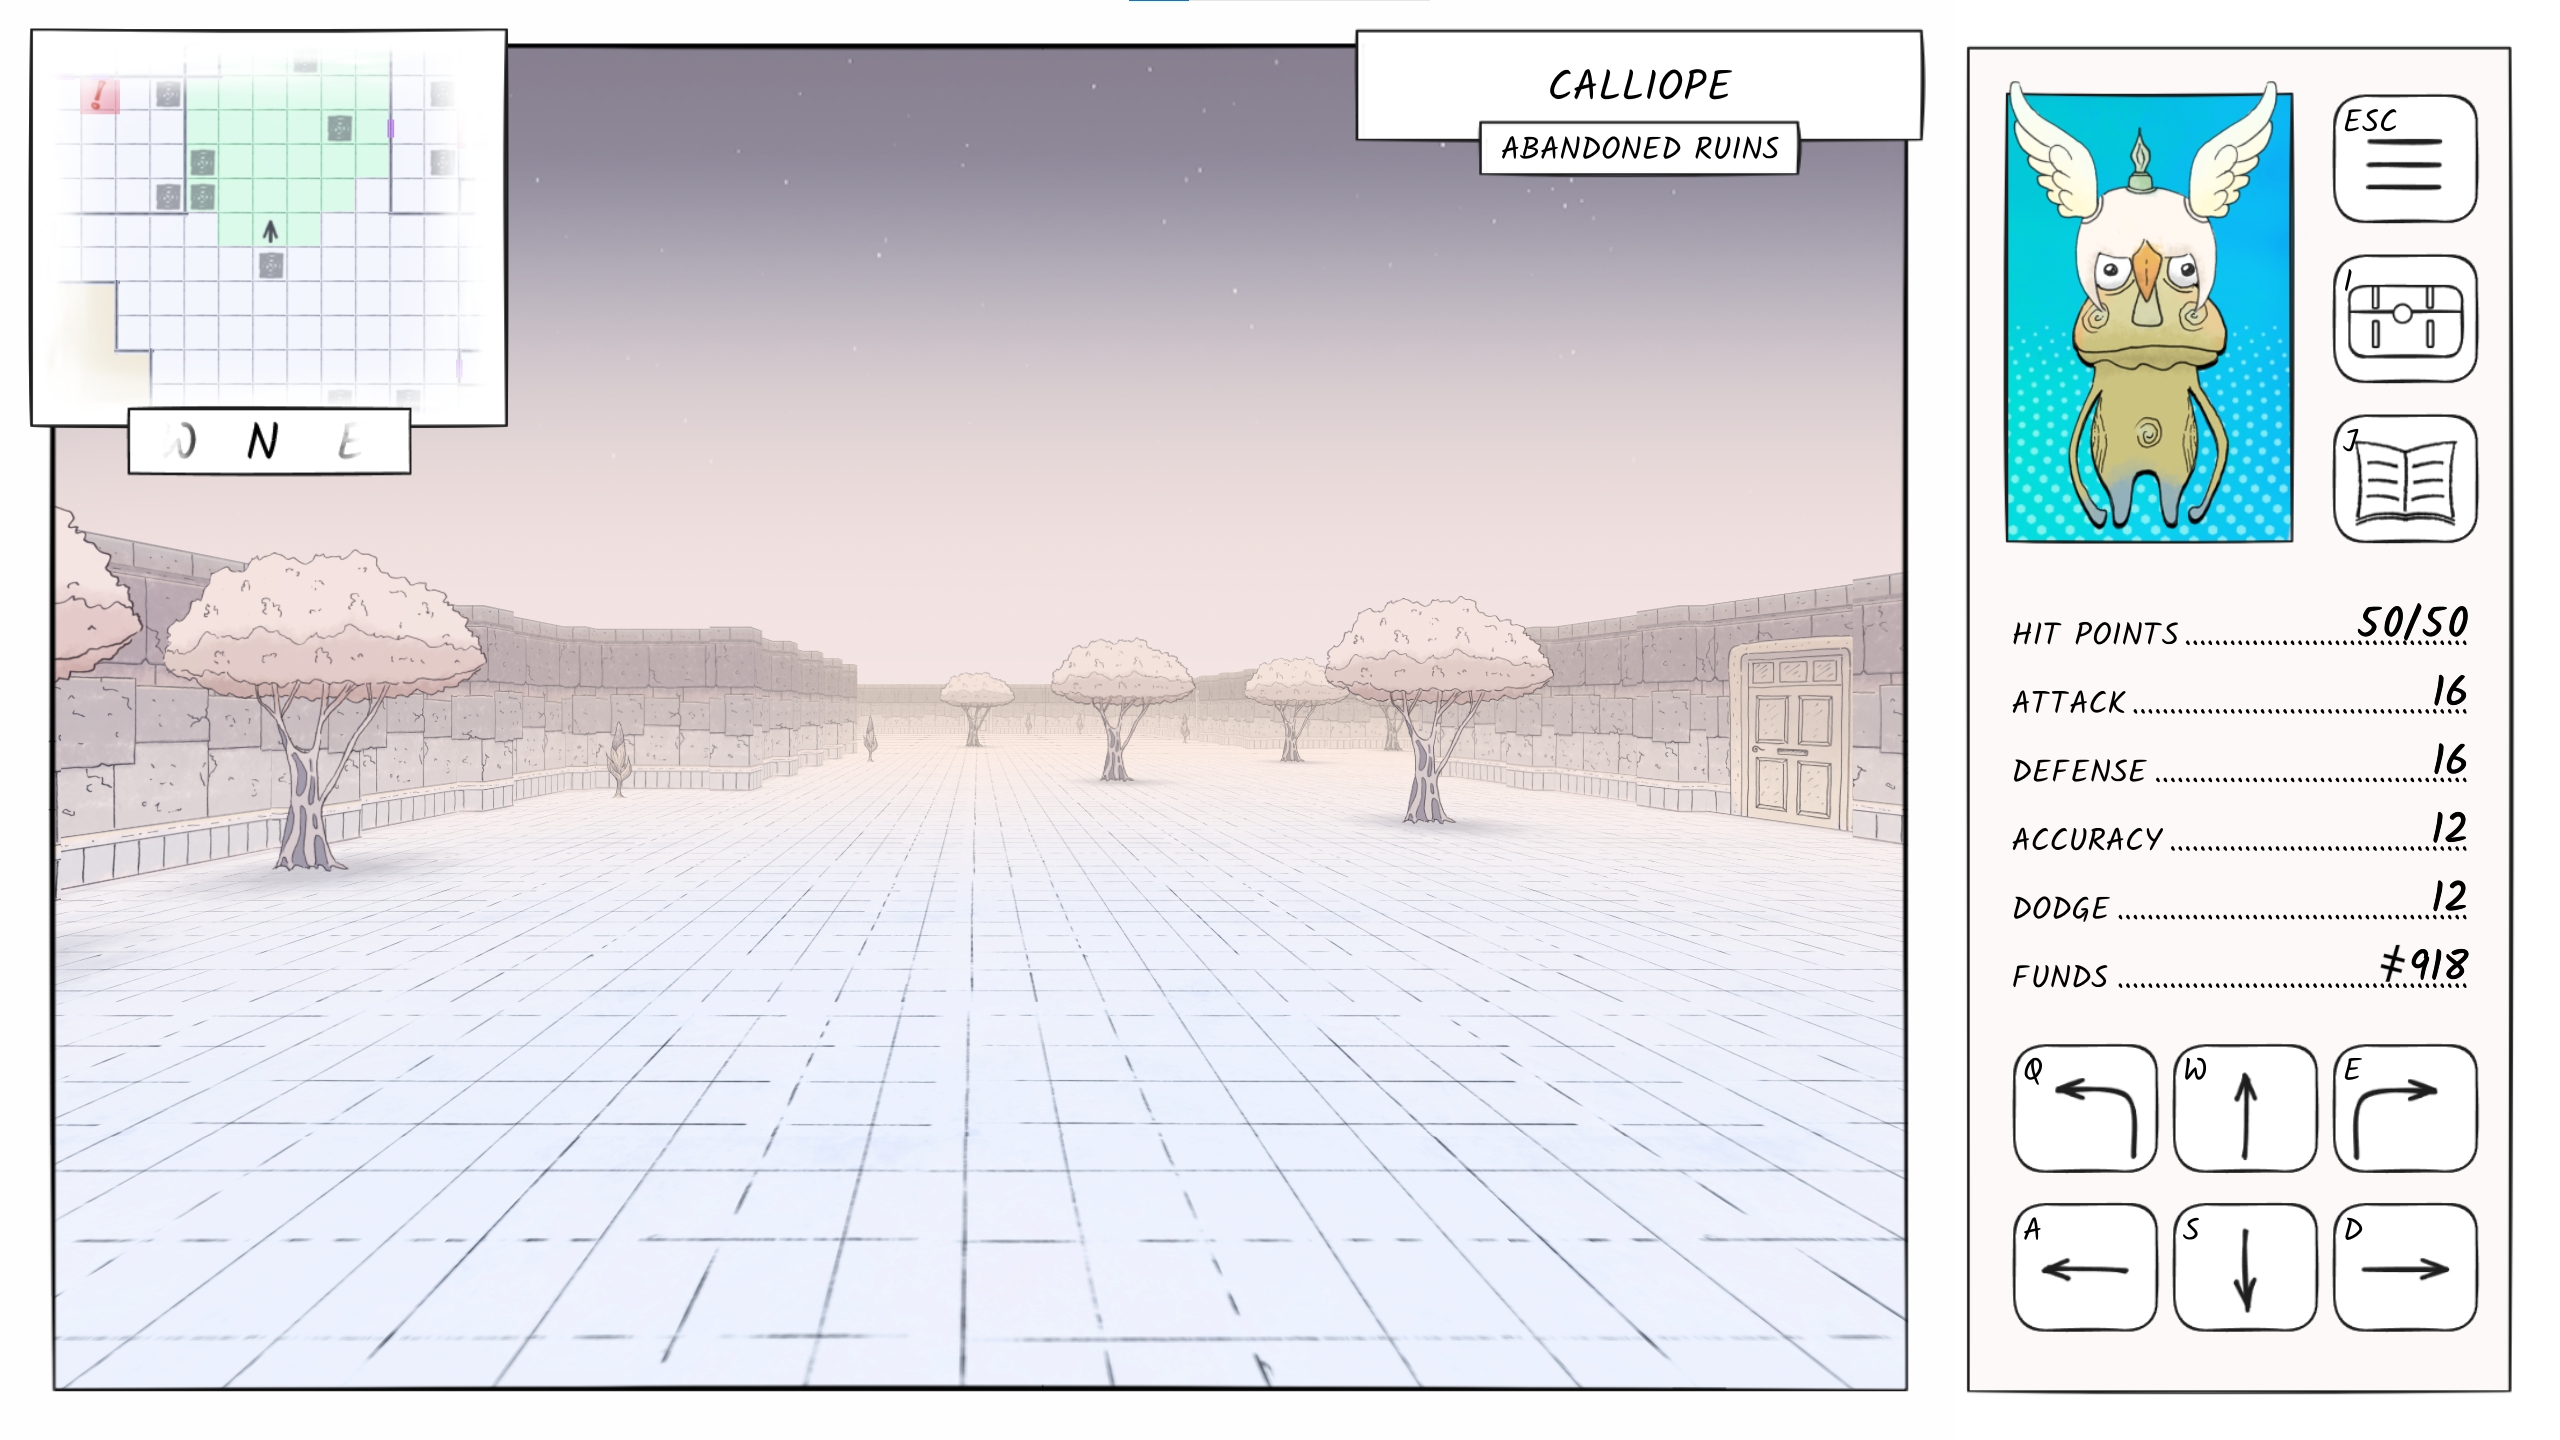 !
W N E
CALLIOPE
ABANDONED RUINS
ESC
I
J
HIT POINTS 50/50
ATTACK 16
DEFENSE 16
ACCURACY 12
DODGE 12
FUNDS ≠918
Q W E
A S D